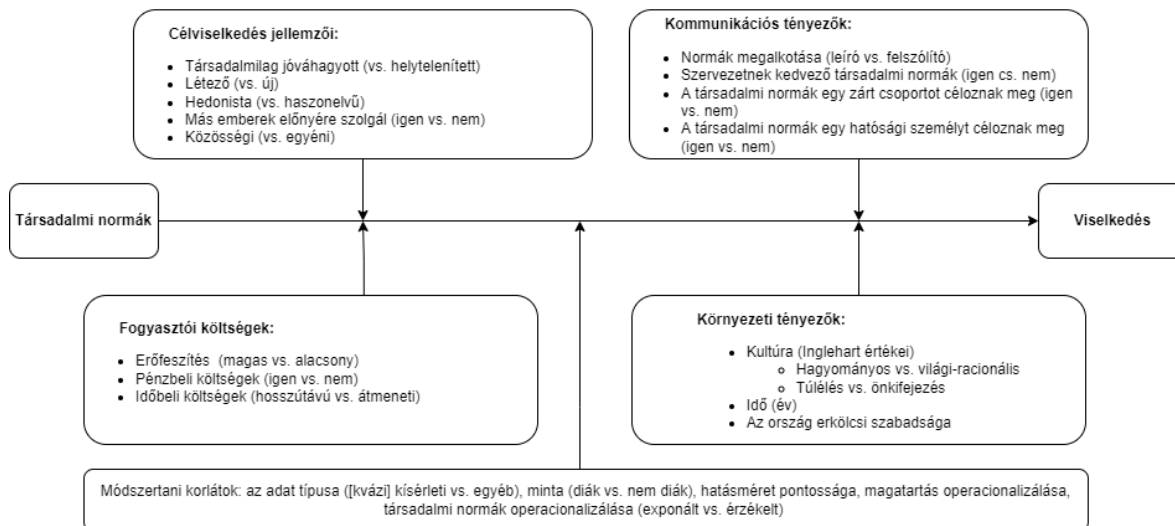 Célviselkedés jellemzői:
Társadalmilag jóváhagyott (vs. helytelenített)
Létező (vs. új)
Hedonista (vs. haszonelvű)
Más emberek előnyére szolgál (igen vs. nem)
Közösségi (vs. egyéni)
Kommunikációs tényezők:
Normák megalkotása (leíró vs. felszólító)
Szervezetnek kedvező társadalmi normák (igen cs. nem)
A társadalmi normák egy zárt csoportot céloznak meg (igen
vs. nem)
A társadalmi normák egy hatósági személyt céloznak meg
(igen vs. nem)
Társadalmi normák
Viselkedés
Fogyasztói költségek:
Erőfeszítés (magas vs. alacsony)
Pénzbeli költségek (igen vs. nem)
Időbeli költségek (hosszútávú vs. átmeneti)
Környezeti tényezők:
Kultúra (Inglehart értékei)
Hagyományos vs. világi-racionális
Túlélés vs. önkifejezés
Idő (év)
Az ország erkölcsi szabadsága
Módszertani korlátok: az adat típusa ([kvázi] kísérleti vs. egyéb), minta (diák vs. nem diák), hatásméret pontossága, magatartás operacionalizálása,
társadalmi normák operacionalizálása (exponált vs. érzékelt)